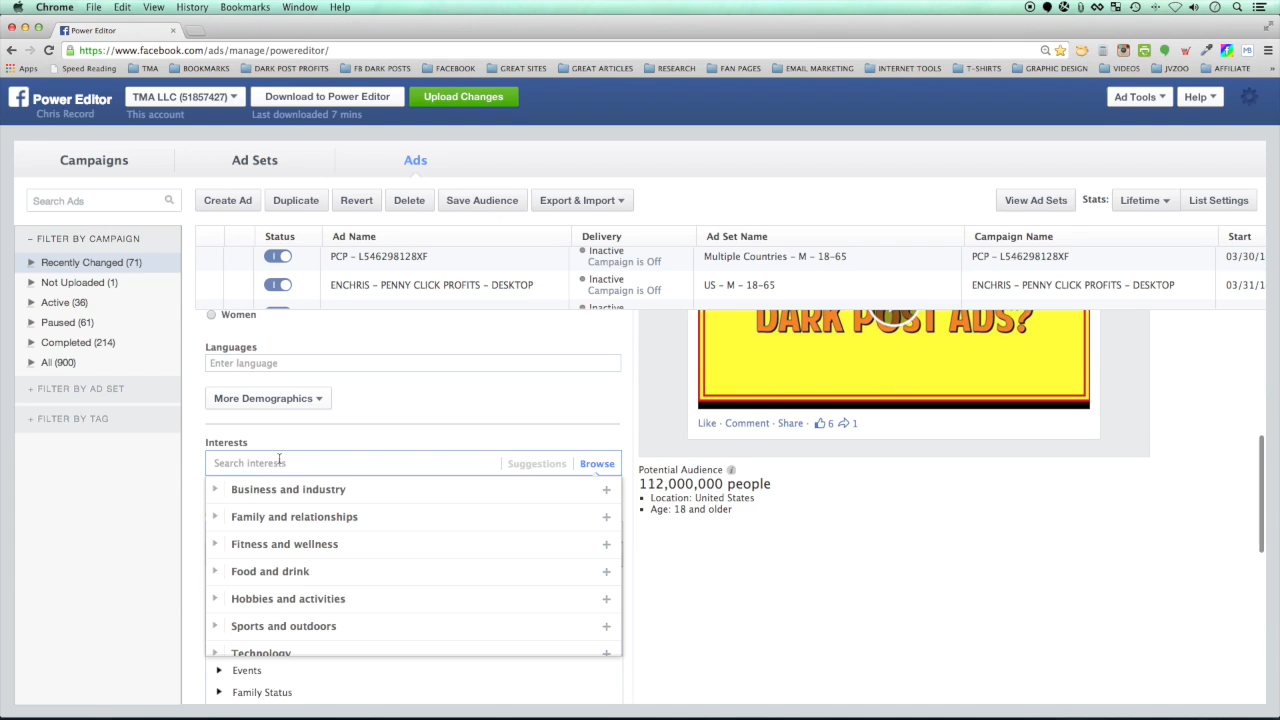 Chrome File Edit View History Bookmarks Window Help
Power Editor
https://www.facebook.com/ads/manage/powereditor/
Apps Speed Reading TMA BOOKMARKS DARK POST PROFITS FB DARK POSTS FACEBOOK GREAT SITES GREAT ARTICLES RESEARCH FAN PAGES EMAIL MARKETING INTERNET TOOLS T-SHIRTS GRAPHIC DESIGN VIDEOS JVZOO AFFILIATE
Power Editor TMA LLC (51857427) Download to Power Editor Upload Changes Ad Tools Help
Chris Record This account Last downloaded 7 mins
Campaigns Ad Sets Ads
Search Ads Create Ad Duplicate Revert Delete Save Audience Export & Import View Ad Sets Stats: Lifetime List Settings
– FILTER BY CAMPAIGN
Recently Changed (71)
Not Uploaded (1)
Active (36)
Paused (61)
Completed (214)
All (900)
+ FILTER BY AD SET
+ FILTER BY TAG
Status Ad Name Delivery Ad Set Name Campaign Name Start
PCP – L546298128XF Inactive Multiple Countries – M – 18-65 PCP – L546298128XF 03/30/1
Campaign is Off
ENCHRIS – PENNY CLICK PROFITS – DESKTOP Inactive US – M – 18-65 ENCHRIS – PENNY CLICK PROFITS – DESKTOP 03/31/1
Campaign is Off
Inactive
Women
Languages
Enter language
More Demographics
Interests
Search interests Suggestions Browse
Business and industry +
Family and relationships +
Fitness and wellness +
Food and drink +
Hobbies and activities +
Sports and outdoors +
Technology +
Events
Family Status
DARK POST ADS?
Like · Comment · Share · 6 1
Potential Audience
112,000,000 people
Location: United States
Age: 18 and older